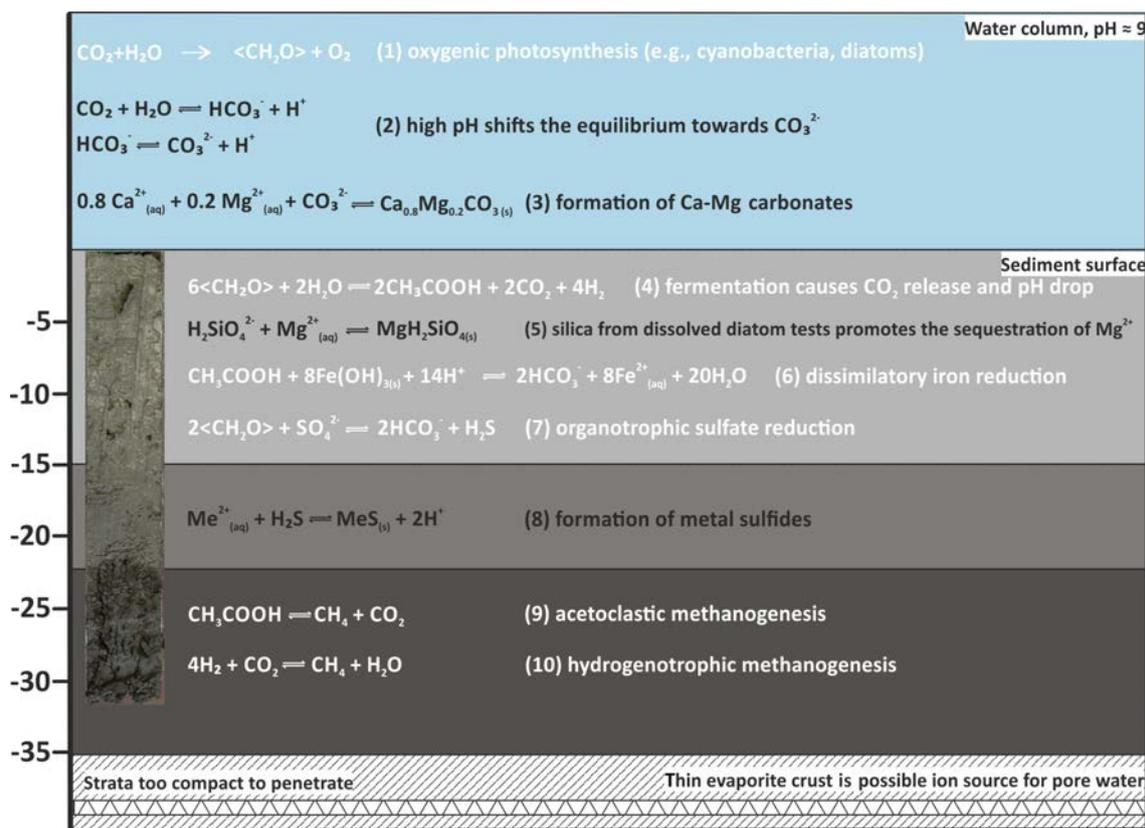 Water column, pH ≈ 9
CO₂+H₂O → <CH₂O> + O₂ (1) oxygenic photosynthesis (e.g., cyanobacteria, diatoms)
CO₂ + H₂O ⇌ HCO₃⁻ + H⁺
(2) high pH shifts the equilibrium towards CO₃²⁻
HCO₃⁻ ⇌ CO₃²⁻ + H⁺
0.8 Ca²⁺(aq) + 0.2 Mg²⁺(aq) + CO₃²⁻ ⇌ Ca₀.₈Mg₀.₂CO₃(s) (3) formation of Ca-Mg carbonates
Sediment surface
6<CH₂O> + 2H₂O ⇌ 2CH₃COOH + 2CO₂ + 4H₂ (4) fermentation causes CO₂ release and pH drop
-5
H₂SiO₄²⁻ + Mg²⁺(aq) ⇌ MgH₂SiO₄(s) (5) silica from dissolved diatom tests promotes the sequestration of Mg²⁺
CH₃COOH + 8Fe(OH)₃(s) + 14H⁺ ⇌ 2HCO₃⁻ + 8Fe²⁺(aq) + 20H₂O (6) dissimilatory iron reduction
-10
2<CH₂O> + SO₄²⁻ ⇌ 2HCO₃⁻ + H₂S (7) organotrophic sulfate reduction
-15
Me²⁺(aq) + H₂S ⇌ MeS(s) + 2H⁺ (8) formation of metal sulfides
-20
-25
CH₃COOH ⇌ CH₄ + CO₂ (9) acetoclastic methanogenesis
4H₂ + CO₂ ⇌ CH₄ + H₂O (10) hydrogenotrophic methanogenesis
-30
-35
Strata too compact to penetrate Thin evaporite crust is possible ion source for pore water